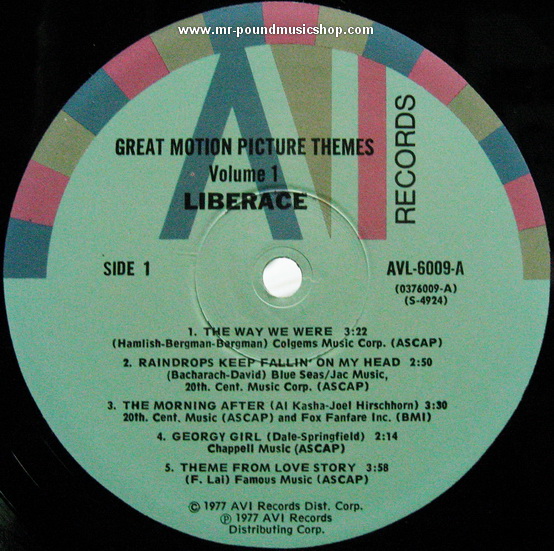 www.mr-poundmusicshop.com
AVI
RECORDS
GREAT MOTION PICTURE THEMES
Volume 1
LIBERACE
SIDE 1
AVL-6009-A
(0376009-A)
(S-4924)
1. THE WAY WE WERE 3:22
(Hamlish-Bergman-Bergman) Colgems Music Corp. (ASCAP)
2. RAINDROPS KEEP FALLIN' ON MY HEAD 2:50
(Bacharach-David) Blue Seas/Jac Music,
20th. Cent. Music Corp. (ASCAP)
3. THE MORNING AFTER (Al Kasha-Joel Hirschhorn) 3:30
20th. Cent. Music (ASCAP) and Fox Fanfare Inc. (BMI)
4. GEORGY GIRL (Dale-Springfield) 2:14
Chappell Music (ASCAP)
5. THEME FROM LOVE STORY 3:58
(F. Lai) Famous Music (ASCAP)
© 1977 AVI Records Dist. Corp.
℗ 1977 AVI Records
Distributing Corp.